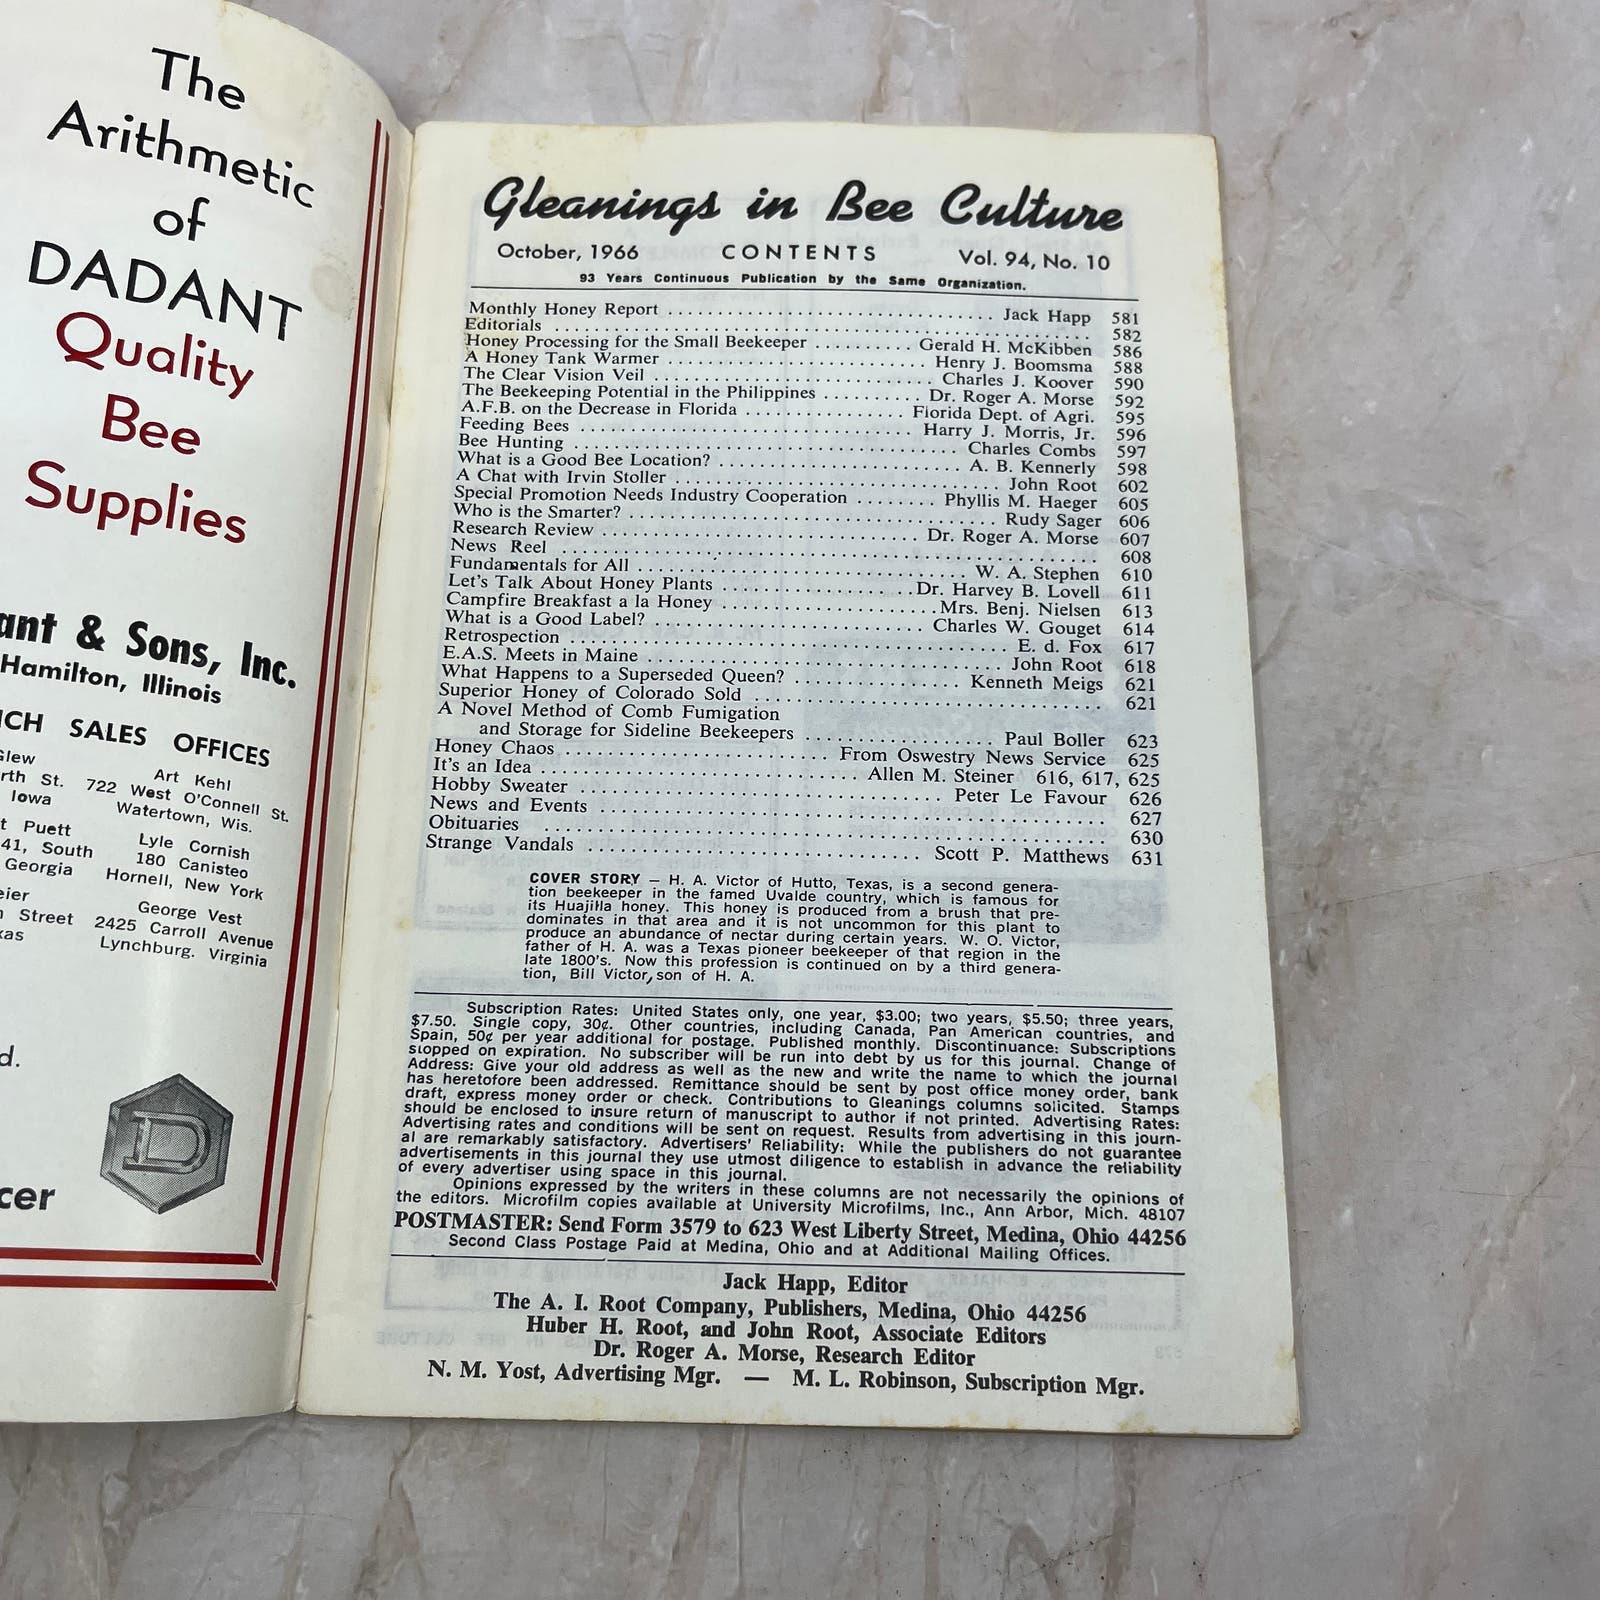 The
Arithmetic
of
DADANT
Quality
Bee
Supplies
& Sons, Inc.
Hamilton, Illinois
SALES OFFICES
Art Kehl
St. 722 West O'Connell St.
Iowa Watertown, Wis.
Puett Lyle Cornish
41, South 180 Canisteo
Georgia Hornell, New York
George Vest
Street 2425 Carroll Avenue
Lynchburg. Virginia
D
Gleanings in Bee Culture
October, 1966 CONTENTS Vol. 94, No. 10
93 Years Continuous Publication by the Same Organization.
Monthly Honey Report Jack Happ 581
Editorials 582
Honey Processing for the Small Beekeeper Gerald H. McKibben 586
A Honey Tank Warmer Henry J. Boomsma 588
The Clear Vision Veil Charles J. Koover 590
The Beekeeping Potential in the Philippines Dr. Roger A. Morse 592
A.F.B. on the Decrease in Florida Florida Dept. of Agri. 595
Feeding Bees Harry J. Morris, Jr. 596
Bee Hunting Charles Combs 597
What is a Good Bee Location? A. B. Kennerly 598
A Chat with Irvin Stoller John Root 602
Special Promotion Needs Industry Cooperation Phyllis M. Haeger 605
Who is the Smarter? Rudy Sager 606
Research Review Dr. Roger A. Morse 607
News Reel 608
Fundamentals for All W. A. Stephen 610
Let's Talk About Honey Plants Dr. Harvey B. Lovell 611
Campfire Breakfast a la Honey Mrs. Benj. Nielsen 613
What is a Good Label? Charles W. Gouget 614
Retrospection E. d. Fox 617
E.A.S. Meets in Maine John Root 618
What Happens to a Superseded Queen? Kenneth Meigs 621
Superior Honey of Colorado Sold 621
A Novel Method of Comb Fumigation
and Storage for Sideline Beekeepers Paul Boller 623
Honey Chaos From Oswestry News Service 625
It's an Idea Allen M. Steiner 616, 617, 625
Hobby Sweater Peter Le Favour 626
News and Events 627
Obituaries 630
Strange Vandals Scott P. Matthews 631
COVER STORY — H. A. Victor of Hutto, Texas, is a second genera-
tion beekeeper in the famed Uvalde country, which is famous for
its Huajilla honey. This honey is produced from a brush that pre-
dominates in that area and it is not uncommon for this plant to
produce an abundance of nectar during certain years. W. O. Victor,
father of H. A. was a Texas pioneer beekeeper of that region in the
late 1800's. Now this profession is continued on by a third genera-
tion, Bill Victor, son of H. A.
Subscription Rates: United States only, one year, $3.00; two years, $5.50; three years,
$7.50. Single copy, 30¢. Other countries, including Canada, Pan American countries, and
Spain, 50¢ per year additional for postage. Published monthly. Discontinuance: Subscriptions
stopped on expiration. No subscriber will be run into debt by us for this journal. Change of
Address: Give your old address as well as the new and write the name to which the journal
has heretofore been addressed. Remittance should be sent by post office money order, bank
draft, express money order or check. Contributions to Gleanings columns solicited. Stamps
should be enclosed to insure return of manuscript to author if not printed. Advertising Rates:
Advertising rates and conditions will be sent on request. Results from advertising in this journ-
al are remarkably satisfactory. Advertisers' Reliability: While the publishers do not guarantee
advertisements in this journal they use utmost diligence to establish in advance the reliability
of every advertiser using space in this journal.
Opinions expressed by the writers in these columns are not necessarily the opinions of
the editors. Microfilm copies available at University Microfilms, Inc., Ann Arbor, Mich. 48107
POSTMASTER: Send Form 3579 to 623 West Liberty Street, Medina, Ohio 44256
Second Class Postage Paid at Medina, Ohio and at Additional Mailing Offices.
Jack Happ, Editor
The A. I. Root Company, Publishers, Medina, Ohio 44256
Huber H. Root, and John Root, Associate Editors
Dr. Roger A. Morse, Research Editor
N. M. Yost, Advertising Mgr. — M. L. Robinson, Subscription Mgr.